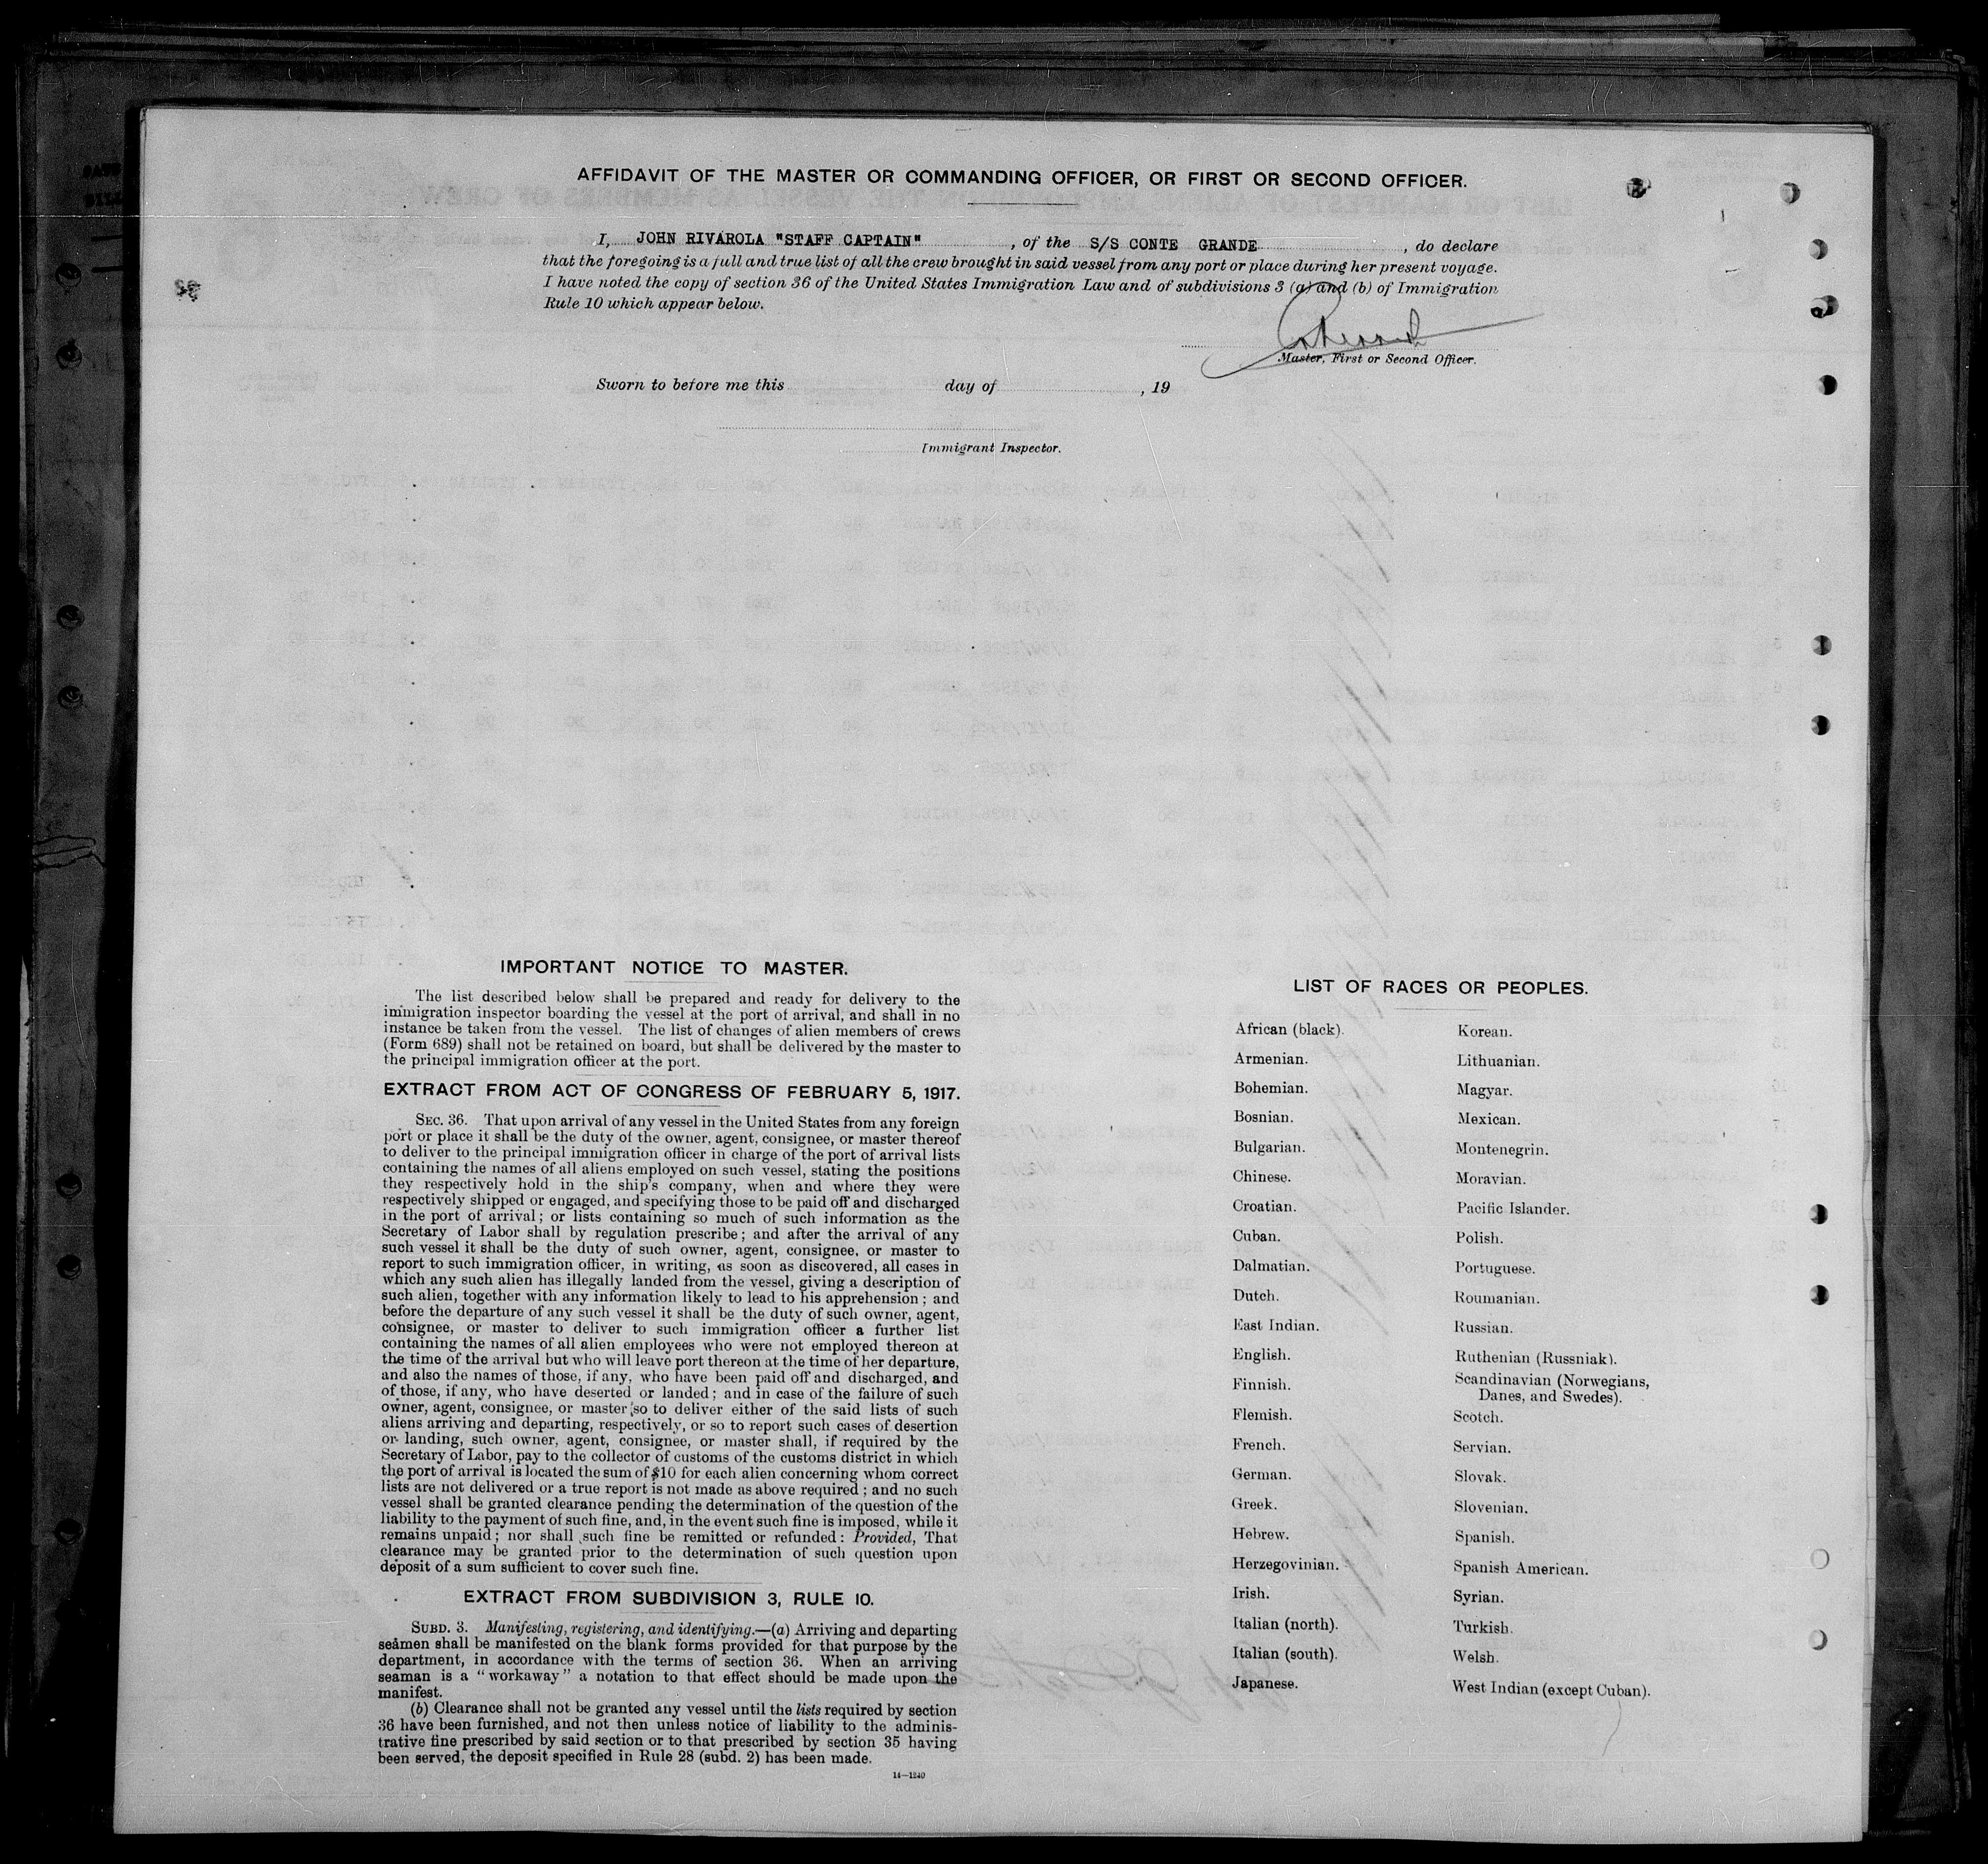 AFFIDAVIT OF THE MASTER OR COMMANDING OFFICER, OR FIRST OR SECOND OFFICER.
I, JOHN RIVAROLA "STAFF CAPTAIN" , of the S/S CONTE GRANDE , do declare
that the foregoing is a full and true list of all the crew brought in said vessel from any port or place during her present voyage.
I have noted the copy of section 36 of the United States Immigration Law and of subdivisions 3 (a) and (b) of Immigration
Rule 10 which appear below.
Master, First or Second Officer.
Sworn to before me this day of , 19
Immigrant Inspector.
IMPORTANT NOTICE TO MASTER.
The list described below shall be prepared and ready for delivery to the
immigration inspector boarding the vessel at the port of arrival, and shall in no
instance be taken from the vessel. The list of changes of alien members of crews
(Form 689) shall not be retained on board, but shall be delivered by the master to
the principal immigration officer at the port.
EXTRACT FROM ACT OF CONGRESS OF FEBRUARY 5, 1917.
SEC. 36. That upon arrival of any vessel in the United States from any foreign
port or place it shall be the duty of the owner, agent, consignee, or master thereof
to deliver to the principal immigration officer in charge of the port of arrival lists
containing the names of all aliens employed on such vessel, stating the positions
they respectively hold in the ship's company, when and where they were
respectively shipped or engaged, and specifying those to be paid off and discharged
in the port of arrival; or lists containing so much of such information as the
Secretary of Labor shall by regulation prescribe; and after the arrival of any
such vessel it shall be the duty of such owner, agent, consignee, or master to
report to such immigration officer, in writing, as soon as discovered, all cases in
which any such alien has illegally landed from the vessel, giving a description of
such alien, together with any information likely to lead to his apprehension; and
before the departure of any such vessel it shall be the duty of such owner, agent,
consignee, or master to deliver to such immigration officer a further list
containing the names of all alien employees who were not employed thereon at
the time of the arrival but who will leave port thereon at the time of her departure,
and also the names of those, if any, who have been paid off and discharged, and
of those, if any, who have deserted or landed; and in case of the failure of such
owner, agent, consignee, or master so to deliver either of the said lists of such
aliens arriving and departing, respectively, or so to report such cases of desertion
or landing, such owner, agent, consignee, or master shall, if required by the
Secretary of Labor, pay to the collector of customs of the customs district in which
the port of arrival is located the sum of $10 for each alien concerning whom correct
lists are not delivered or a true report is not made as above required; and no such
vessel shall be granted clearance pending the determination of the question of the
liability to the payment of such fine, and, in the event such fine is imposed, while it
remains unpaid; nor shall such fine be remitted or refunded: Provided, That
clearance may be granted prior to the determination of such question upon
deposit of a sum sufficient to cover such fine.
EXTRACT FROM SUBDIVISION 3, RULE 10.
SUBD. 3. Manifesting, registering, and identifying.—(a) Arriving and departing
seamen shall be manifested on the blank forms provided for that purpose by the
department, in accordance with the terms of section 36. When an arriving
seaman is a "workaway" a notation to that effect should be made upon the
manifest.
(b) Clearance shall not be granted any vessel until the lists required by section
36 have been furnished, and not then unless notice of liability to the adminis-
trative fine prescribed by said section or to that prescribed by section 35 having
been served, the deposit specified in Rule 28 (subd. 2) has been made.
14—1240
LIST OF RACES OR PEOPLES.
African (black).
Armenian.
Bohemian.
Bosnian.
Bulgarian.
Chinese.
Croatian.
Cuban.
Dalmatian.
Dutch.
East Indian.
English.
Finnish.
Flemish.
French.
German.
Greek.
Hebrew.
Herzegovinian.
Irish.
Italian (north).
Italian (south).
Japanese.
Korean.
Lithuanian.
Magyar.
Mexican.
Montenegrin.
Moravian.
Pacific Islander.
Polish.
Portuguese.
Roumanian.
Russian.
Ruthenian (Russniak).
Scandinavian (Norwegians,
Danes, and Swedes).
Scotch.
Servian.
Slovak.
Slovenian.
Spanish.
Spanish American.
Syrian.
Turkish.
Welsh.
West Indian (except Cuban).